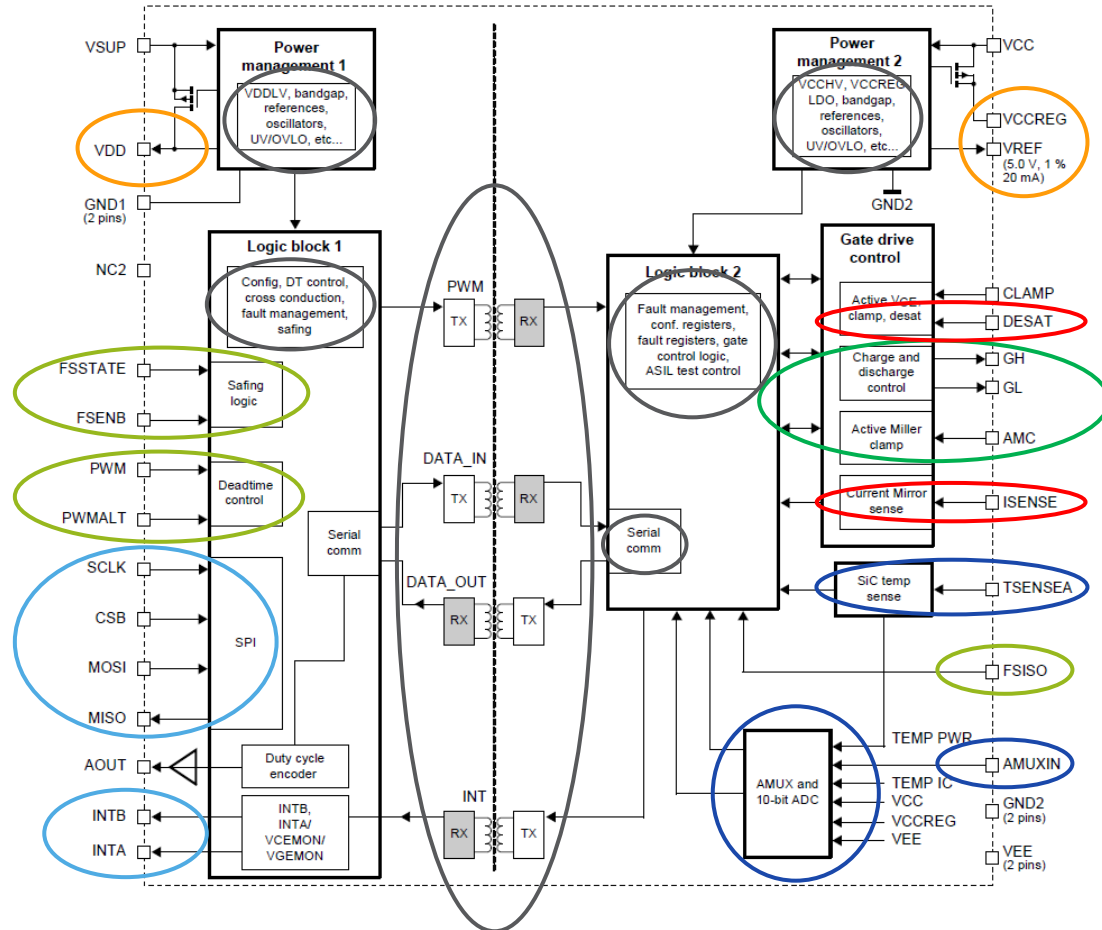 VSUP
VDD
GND1
(2 pins)
NC2
FSSTATE
FSENB
PWM
PWMALT
SCLK
CSB
MOSI
MISO
AOUT
INTB
INTA
Power
management 1
VDDLV, bandgap,
references,
oscillators,
UV/OVLO, etc...
Logic block 1
Config, DT control,
cross conduction,
fault management,
safing
Safing
logic
Deadtime
control
Serial
comm
SPI
Duty cycle
encoder
INTB,
INTA/
VCEMON/
VGEMON
PWM
TX
RX
DATA_IN
TX
RX
DATA_OUT
RX
TX
INT
RX
TX
Power
management 2
VCCHV, VCCREG
LDO, bandgap,
references,
oscillators,
UV/OVLO, etc...
GND2
Logic block 2
Fault management,
conf. registers,
fault registers, gate
control logic,
ASIL test control
Serial
comm
Gate drive
control
Active VCE,
clamp, desat
Charge and
discharge
control
Active Miller
clamp
Current Mirror
sense
SiC temp
sense
AMUX and
10-bit ADC
TEMP PWR
TEMP IC
VCC
VCCREG
VEE
VCC
VCCREG
VREF
(5.0 V, 1 %
20 mA)
CLAMP
DESAT
GH
GL
AMC
ISENSE
TSENSEA
FSISO
AMUXIN
GND2
(2 pins)
VEE
(2 pins)